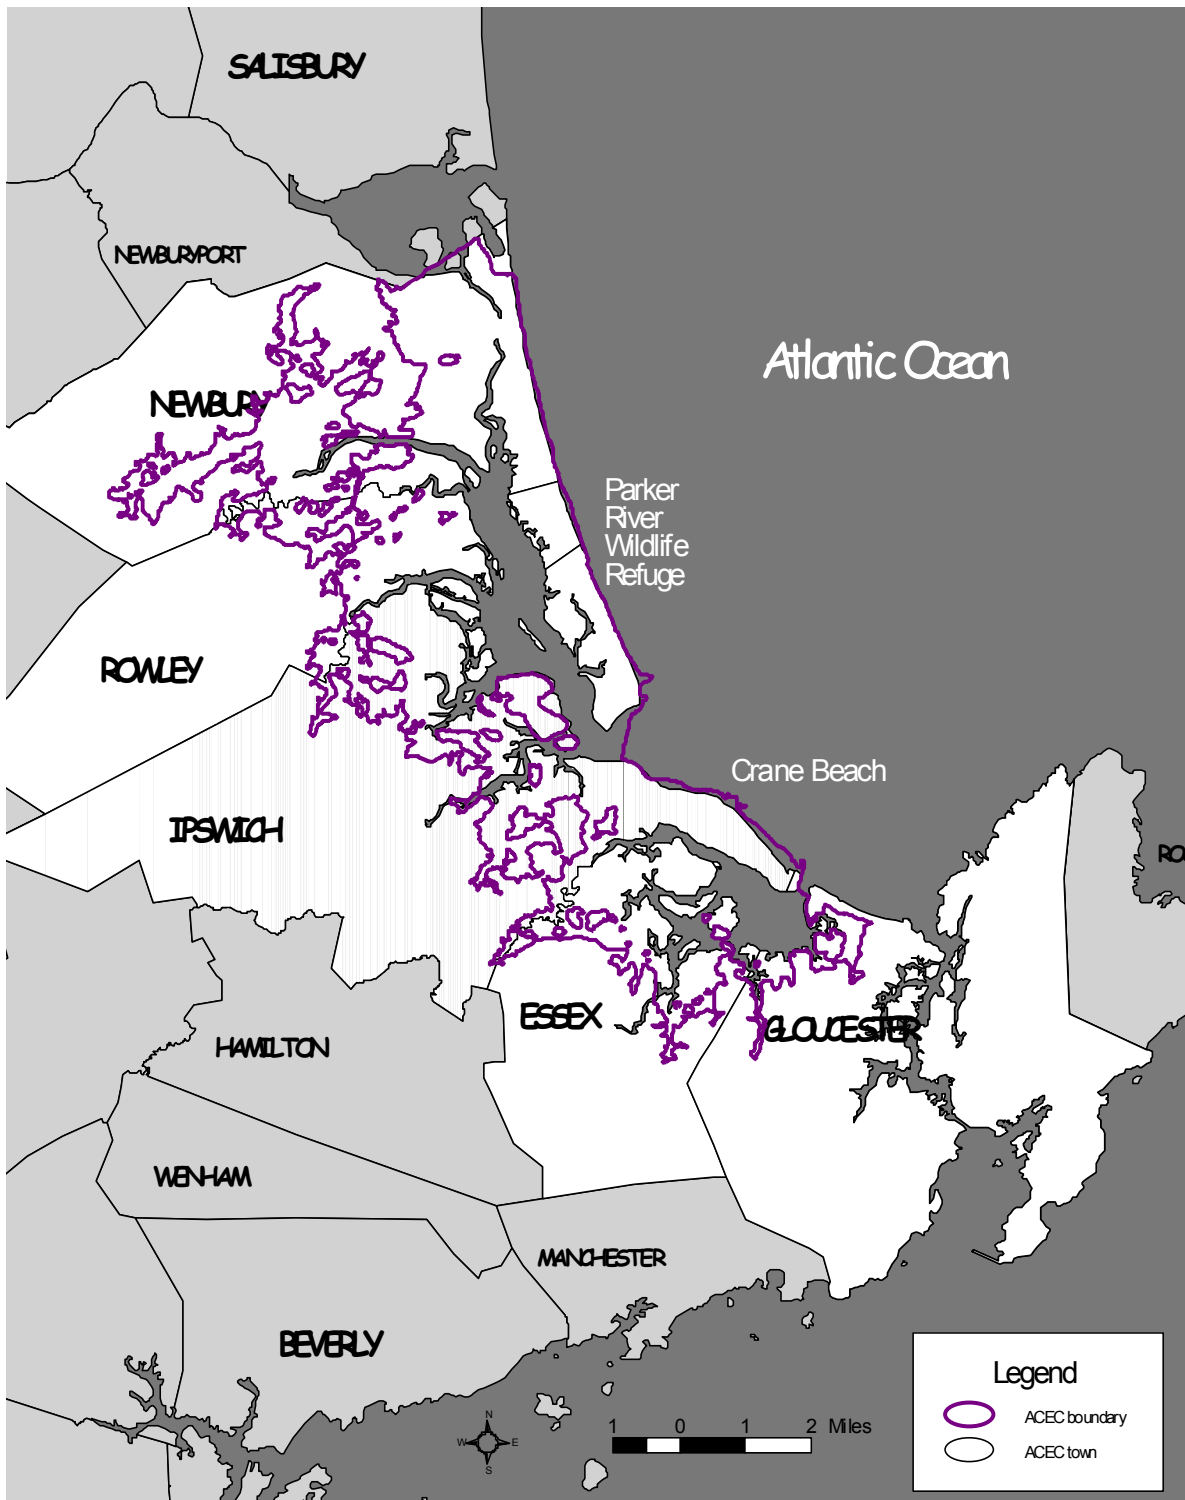 SALISBURY
NEWBURYPORT
Atlantic Ocean
NEWBURY
Parker
River
Wildlife
Refuge
ROWLEY
Crane Beach
IPSWICH
RO
ESSEX
GLOUCESTER
HAMILTON
WENHAM
MANCHESTER
BEVERLY
Legend
ACEC boundary
ACEC town
N
W E
S
1 0 1 2 Miles